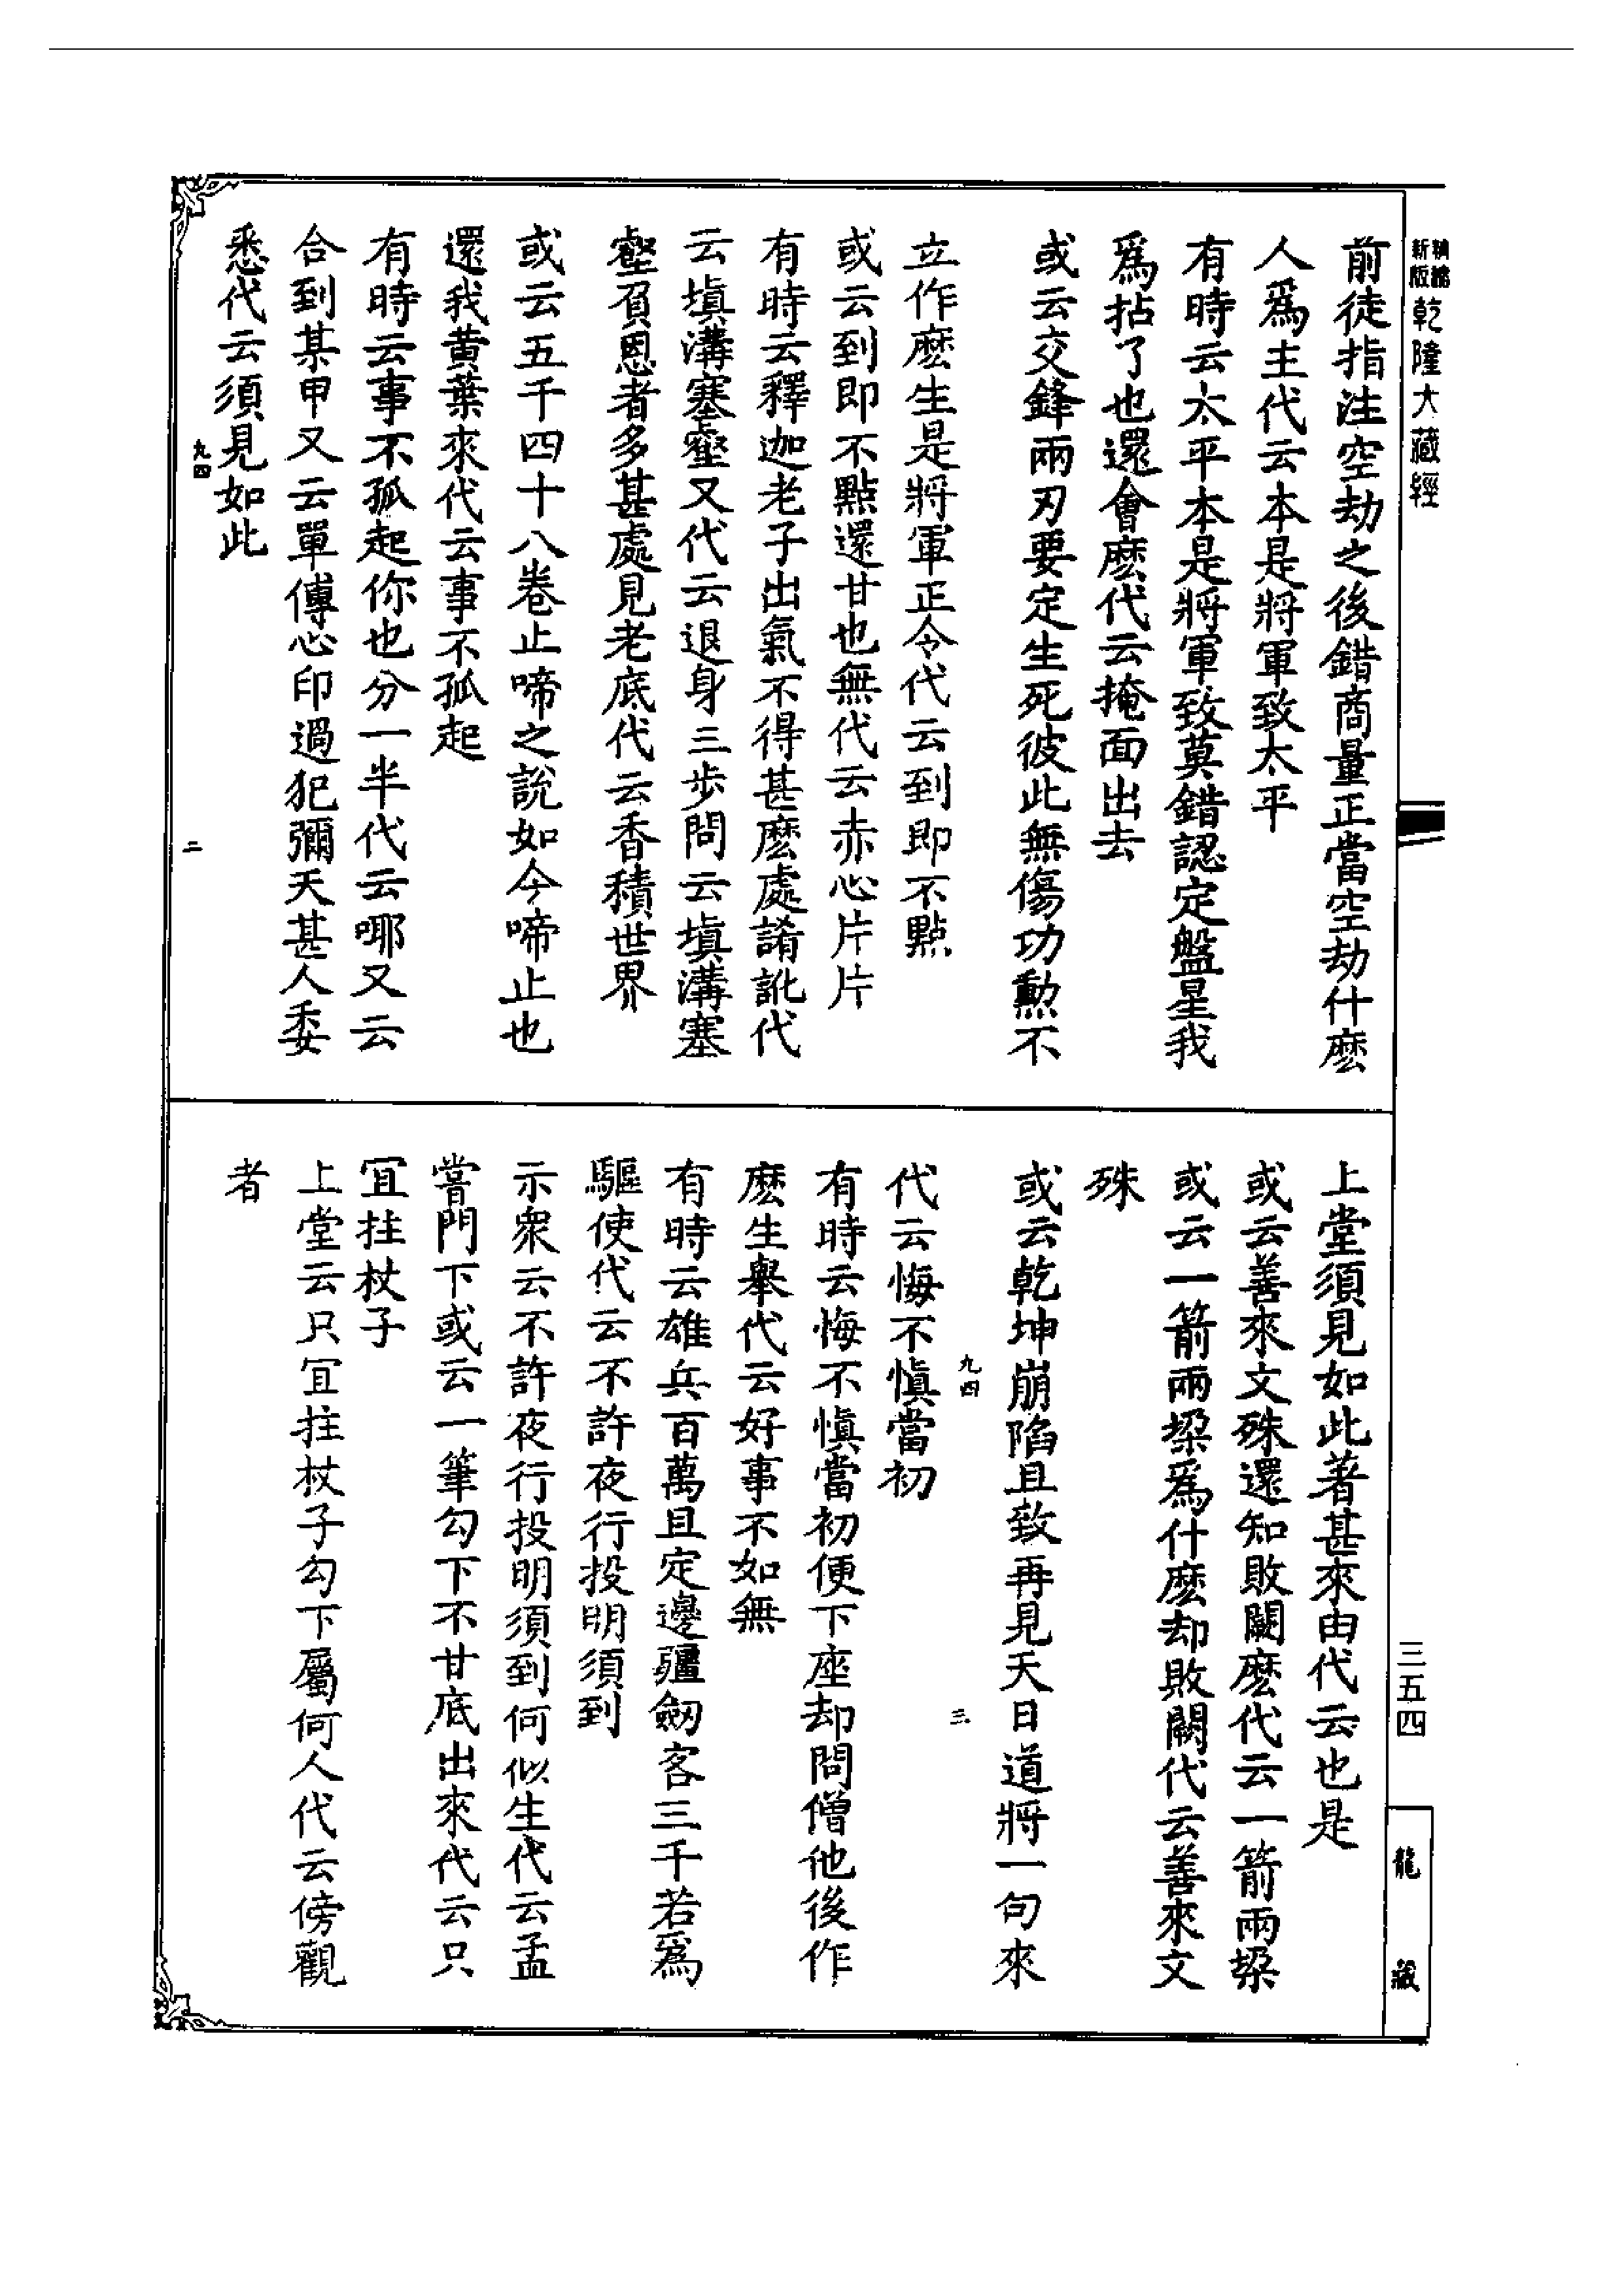 精縮新版乾隆大藏經
前徒指注空劫之後錯商量正當空劫什麽
人爲主代云本是將軍致太平
有時云太平本是將軍致莫錯認定盤星我
爲拈了也還會麽代云掩面出去
或云交鋒兩刃要定生死彼此無傷功勲不
立作麽生是將軍正令代云到即不點
或云到即不點還甘也無代云赤心片片
有時云釋迦老子出氣不得甚麽處誵訛代
云塡溝塞壑又代云退身三步問云塡溝塞
壑負恩者多甚處見老底代云香積世界
或云五千四十八卷止啼之說如今啼止也
還我黃葉來代云事不孤起
有時云事不孤起你也分一半代云㖿又云
合到某甲又云單傳心印過犯彌天甚人委
悉代云須見如此
九四
二
上堂須見如此著甚來由代云也是
或云善來文殊還知敗闕麽代云一箭兩垜
或云一箭兩垜爲什麽却敗闕代云善來文
殊
或云乾坤崩陷且致再見天日道將一句來
九四
三
代云悔不愼當初
有時云悔不愼當初便下座却問僧他後作
麽生舉代云好事不如無
有時云雄兵百萬且定邊疆劒客三千若爲
驅使代云不許夜行投明須到
示衆云不許夜行投明須到何似生代云孟
嘗門下或云一筆勾下不甘底出來代云只
冝拄杖子
上堂云只冝拄杖子勾下屬何人代云傍觀
者
三五四
龍藏